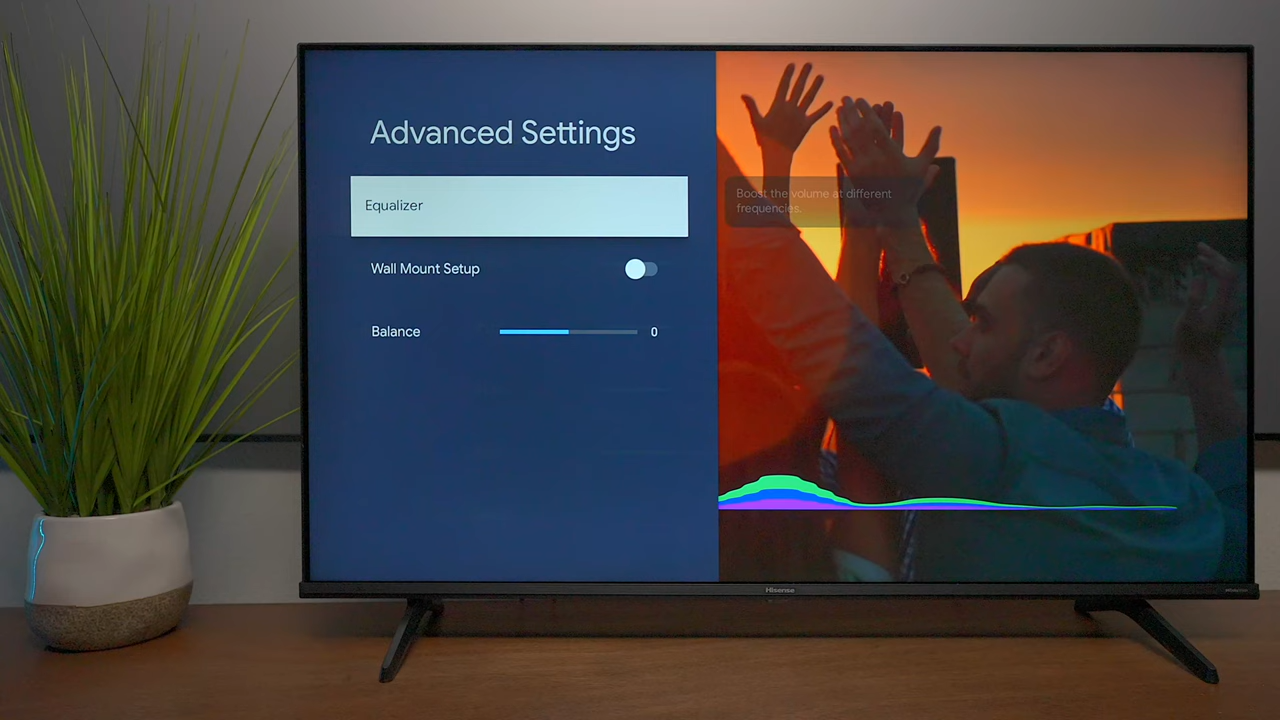 Advanced Settings
Equalizer
Boost the volume at different
frequencies.
Wall Mount Setup
Balance
0
Hisense